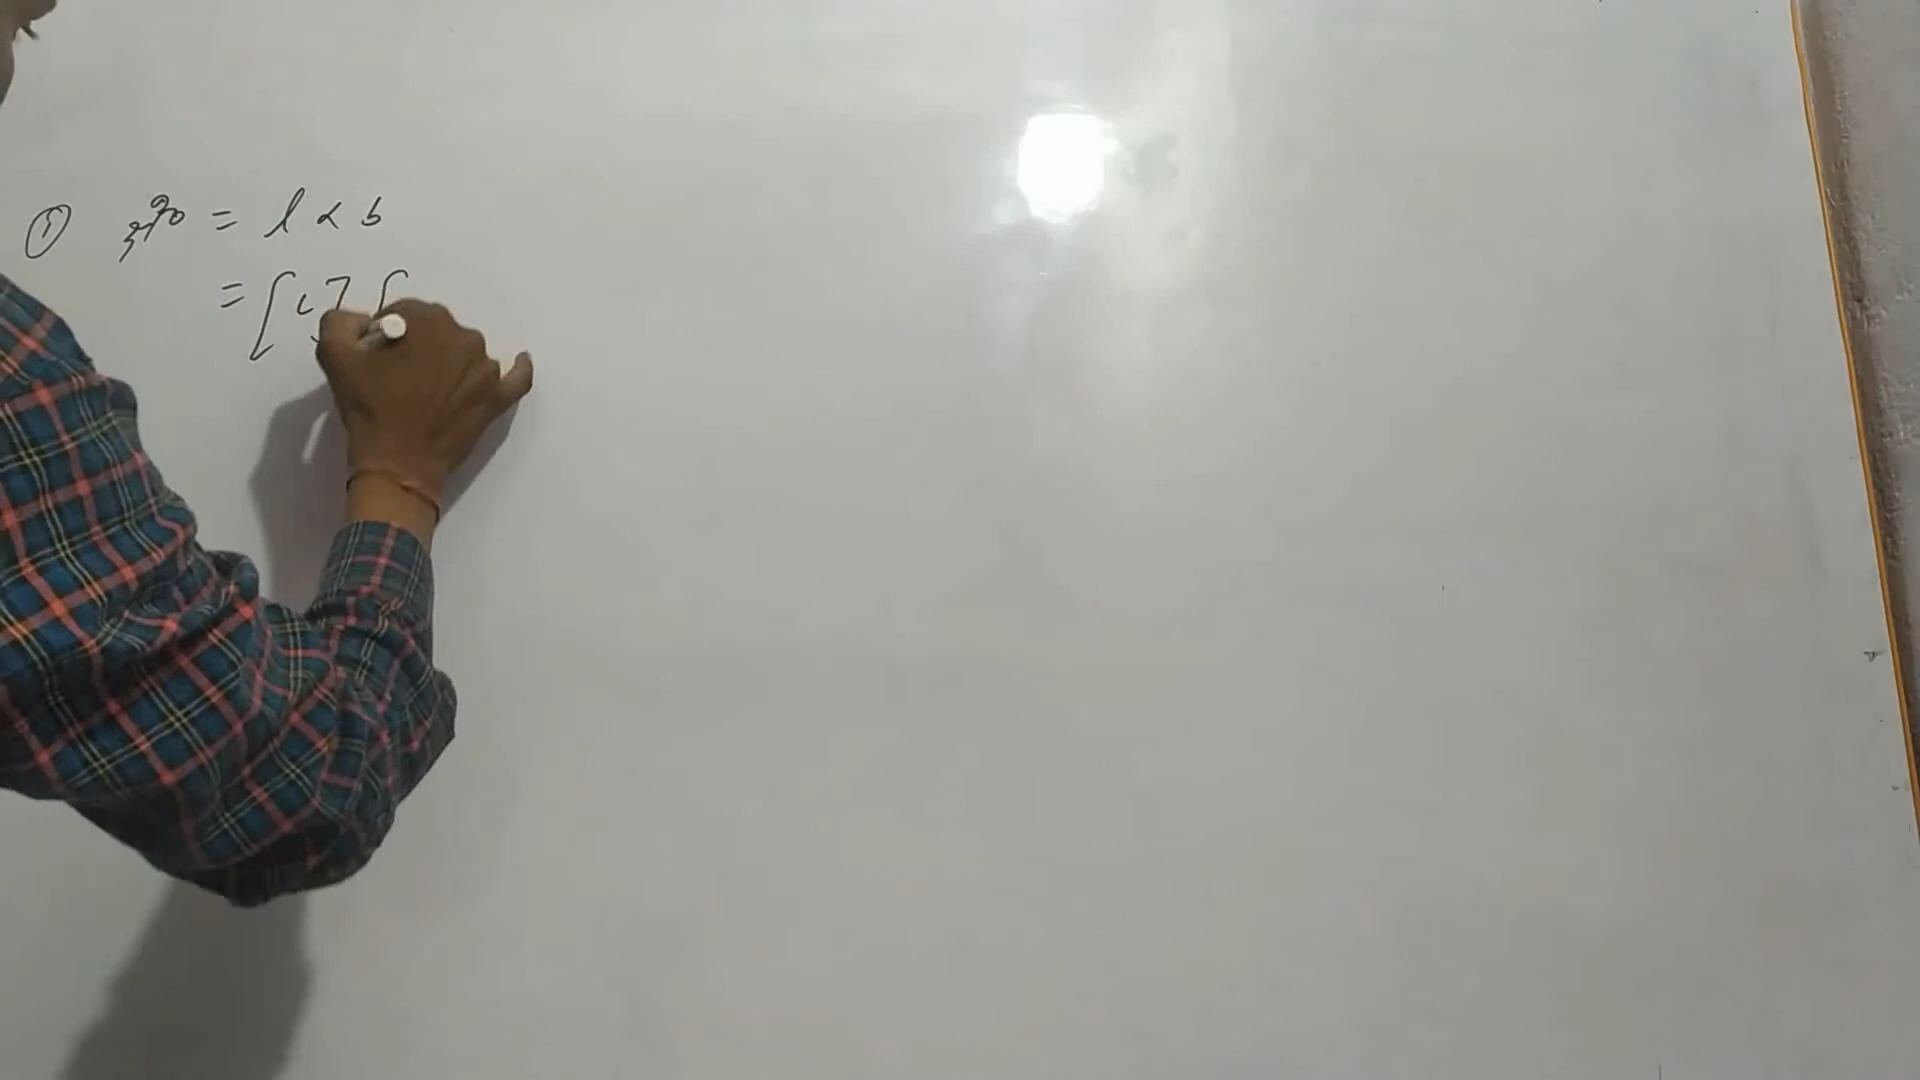 ① क्षे० = l × b
= [L] [